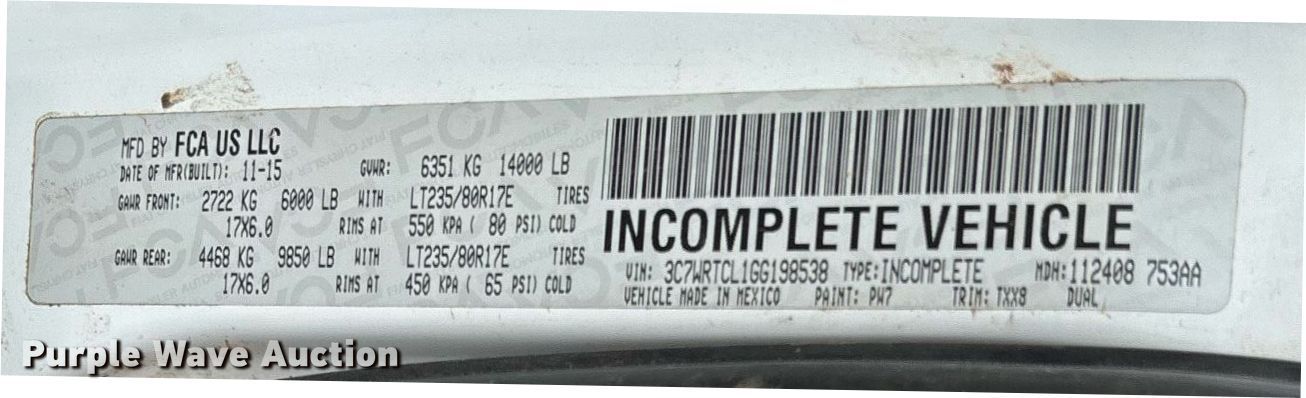 MFD BY FCA US LLC
DATE OF MFR(BUILT): 11-15 GVWR: 6351 KG 14000 LB
GAWR FRONT: 2722 KG 6000 LB WITH LT235/80R17E TIRES
17X6.0 RIMS AT 550 KPA ( 80 PSI) COLD
GAWR REAR: 4468 KG 9850 LB WITH LT235/80R17E TIRES
17X6.0 RIMS AT 450 KPA ( 65 PSI) COLD
INCOMPLETE VEHICLE
VIN: 3C7WRTCL1GG198538 TYPE:INCOMPLETE MDH:112408 753AA
VEHICLE MADE IN MEXICO PAINT: PW7 TRIM: TXX8 DUAL
Purple Wave Auction